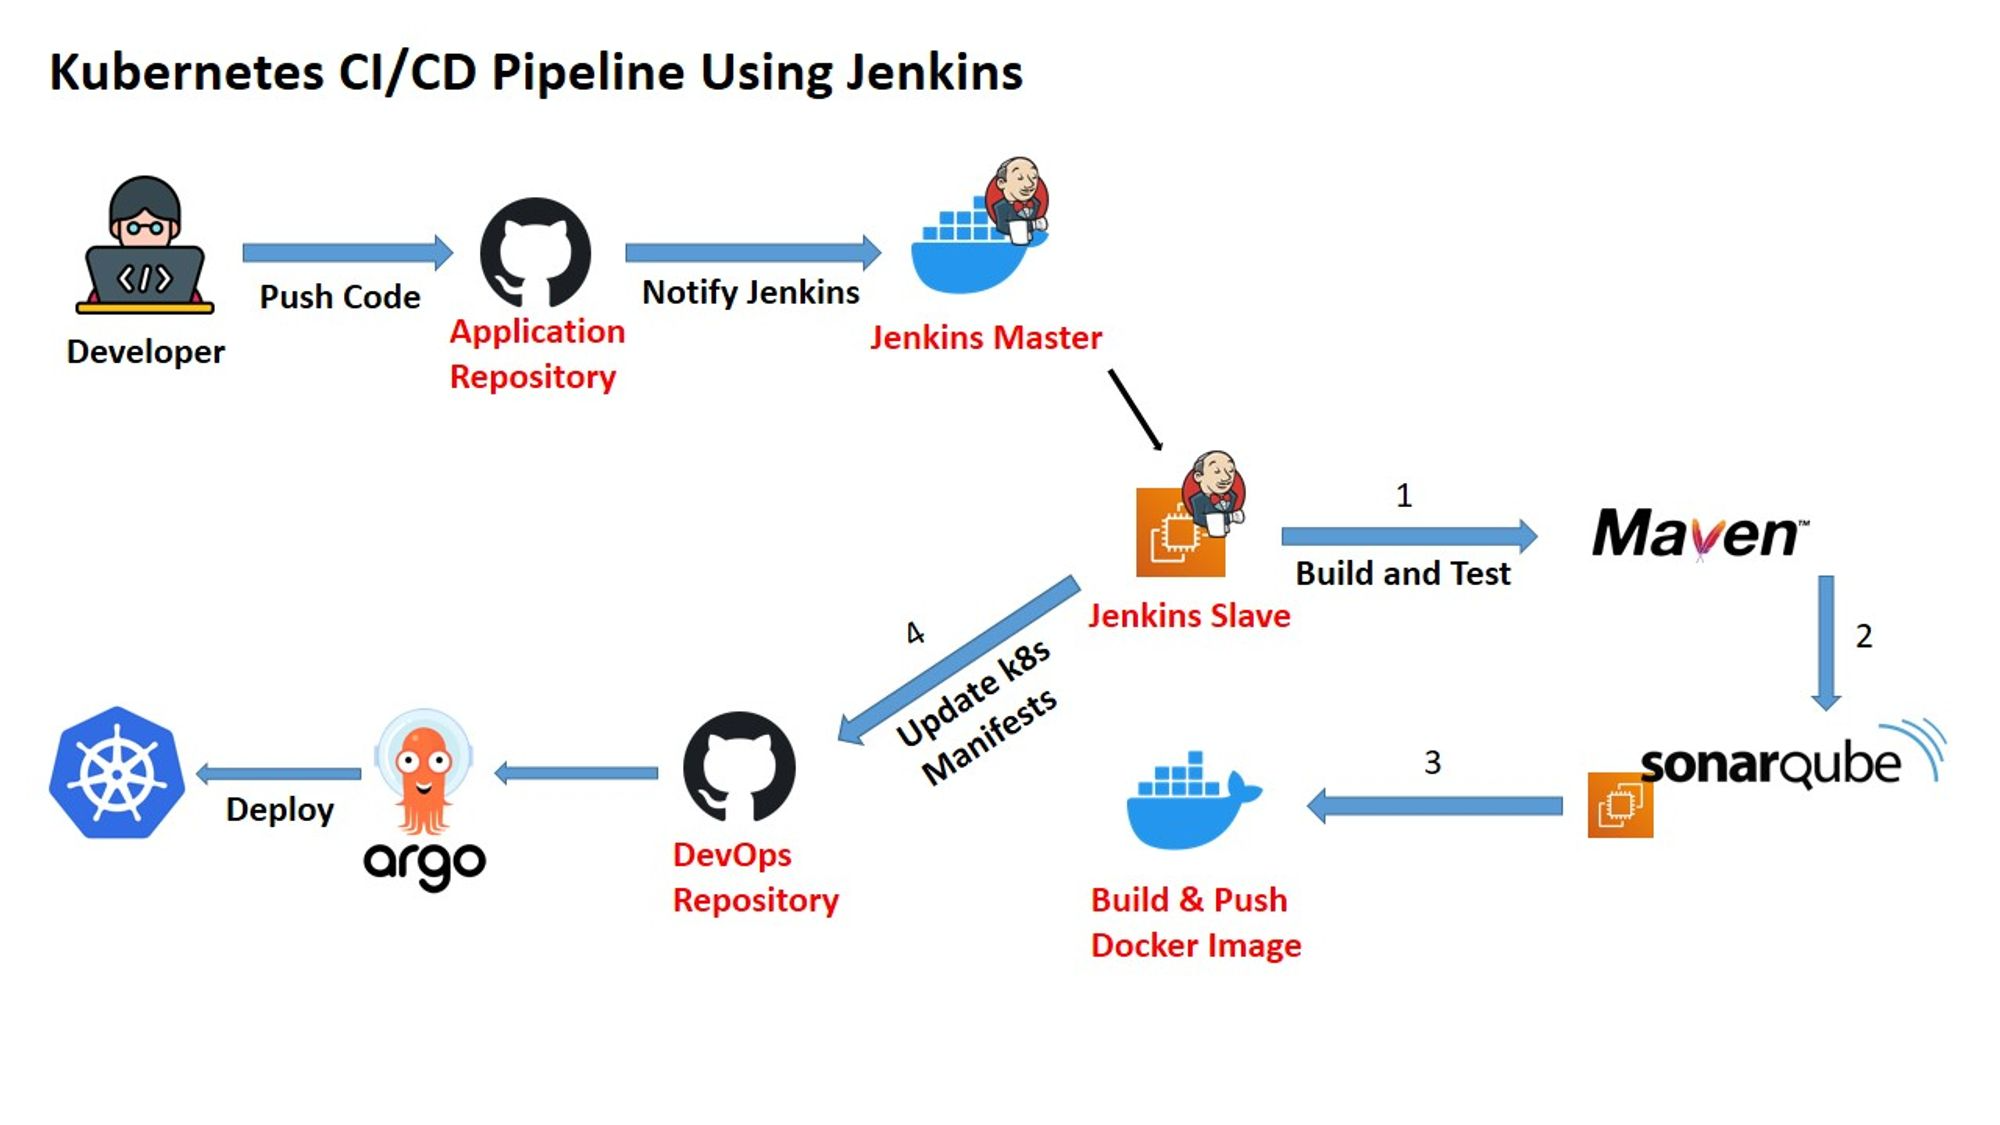 Kubernetes CI/CD Pipeline Using Jenkins
</>
Push Code
Notify Jenkins
Developer
Application
Repository
Jenkins Master
1
Maven™
Build and Test
Jenkins Slave
4
Update k8s
Manifests
2
sonarqube
3
Deploy
argo
DevOps
Repository
Build & Push
Docker Image